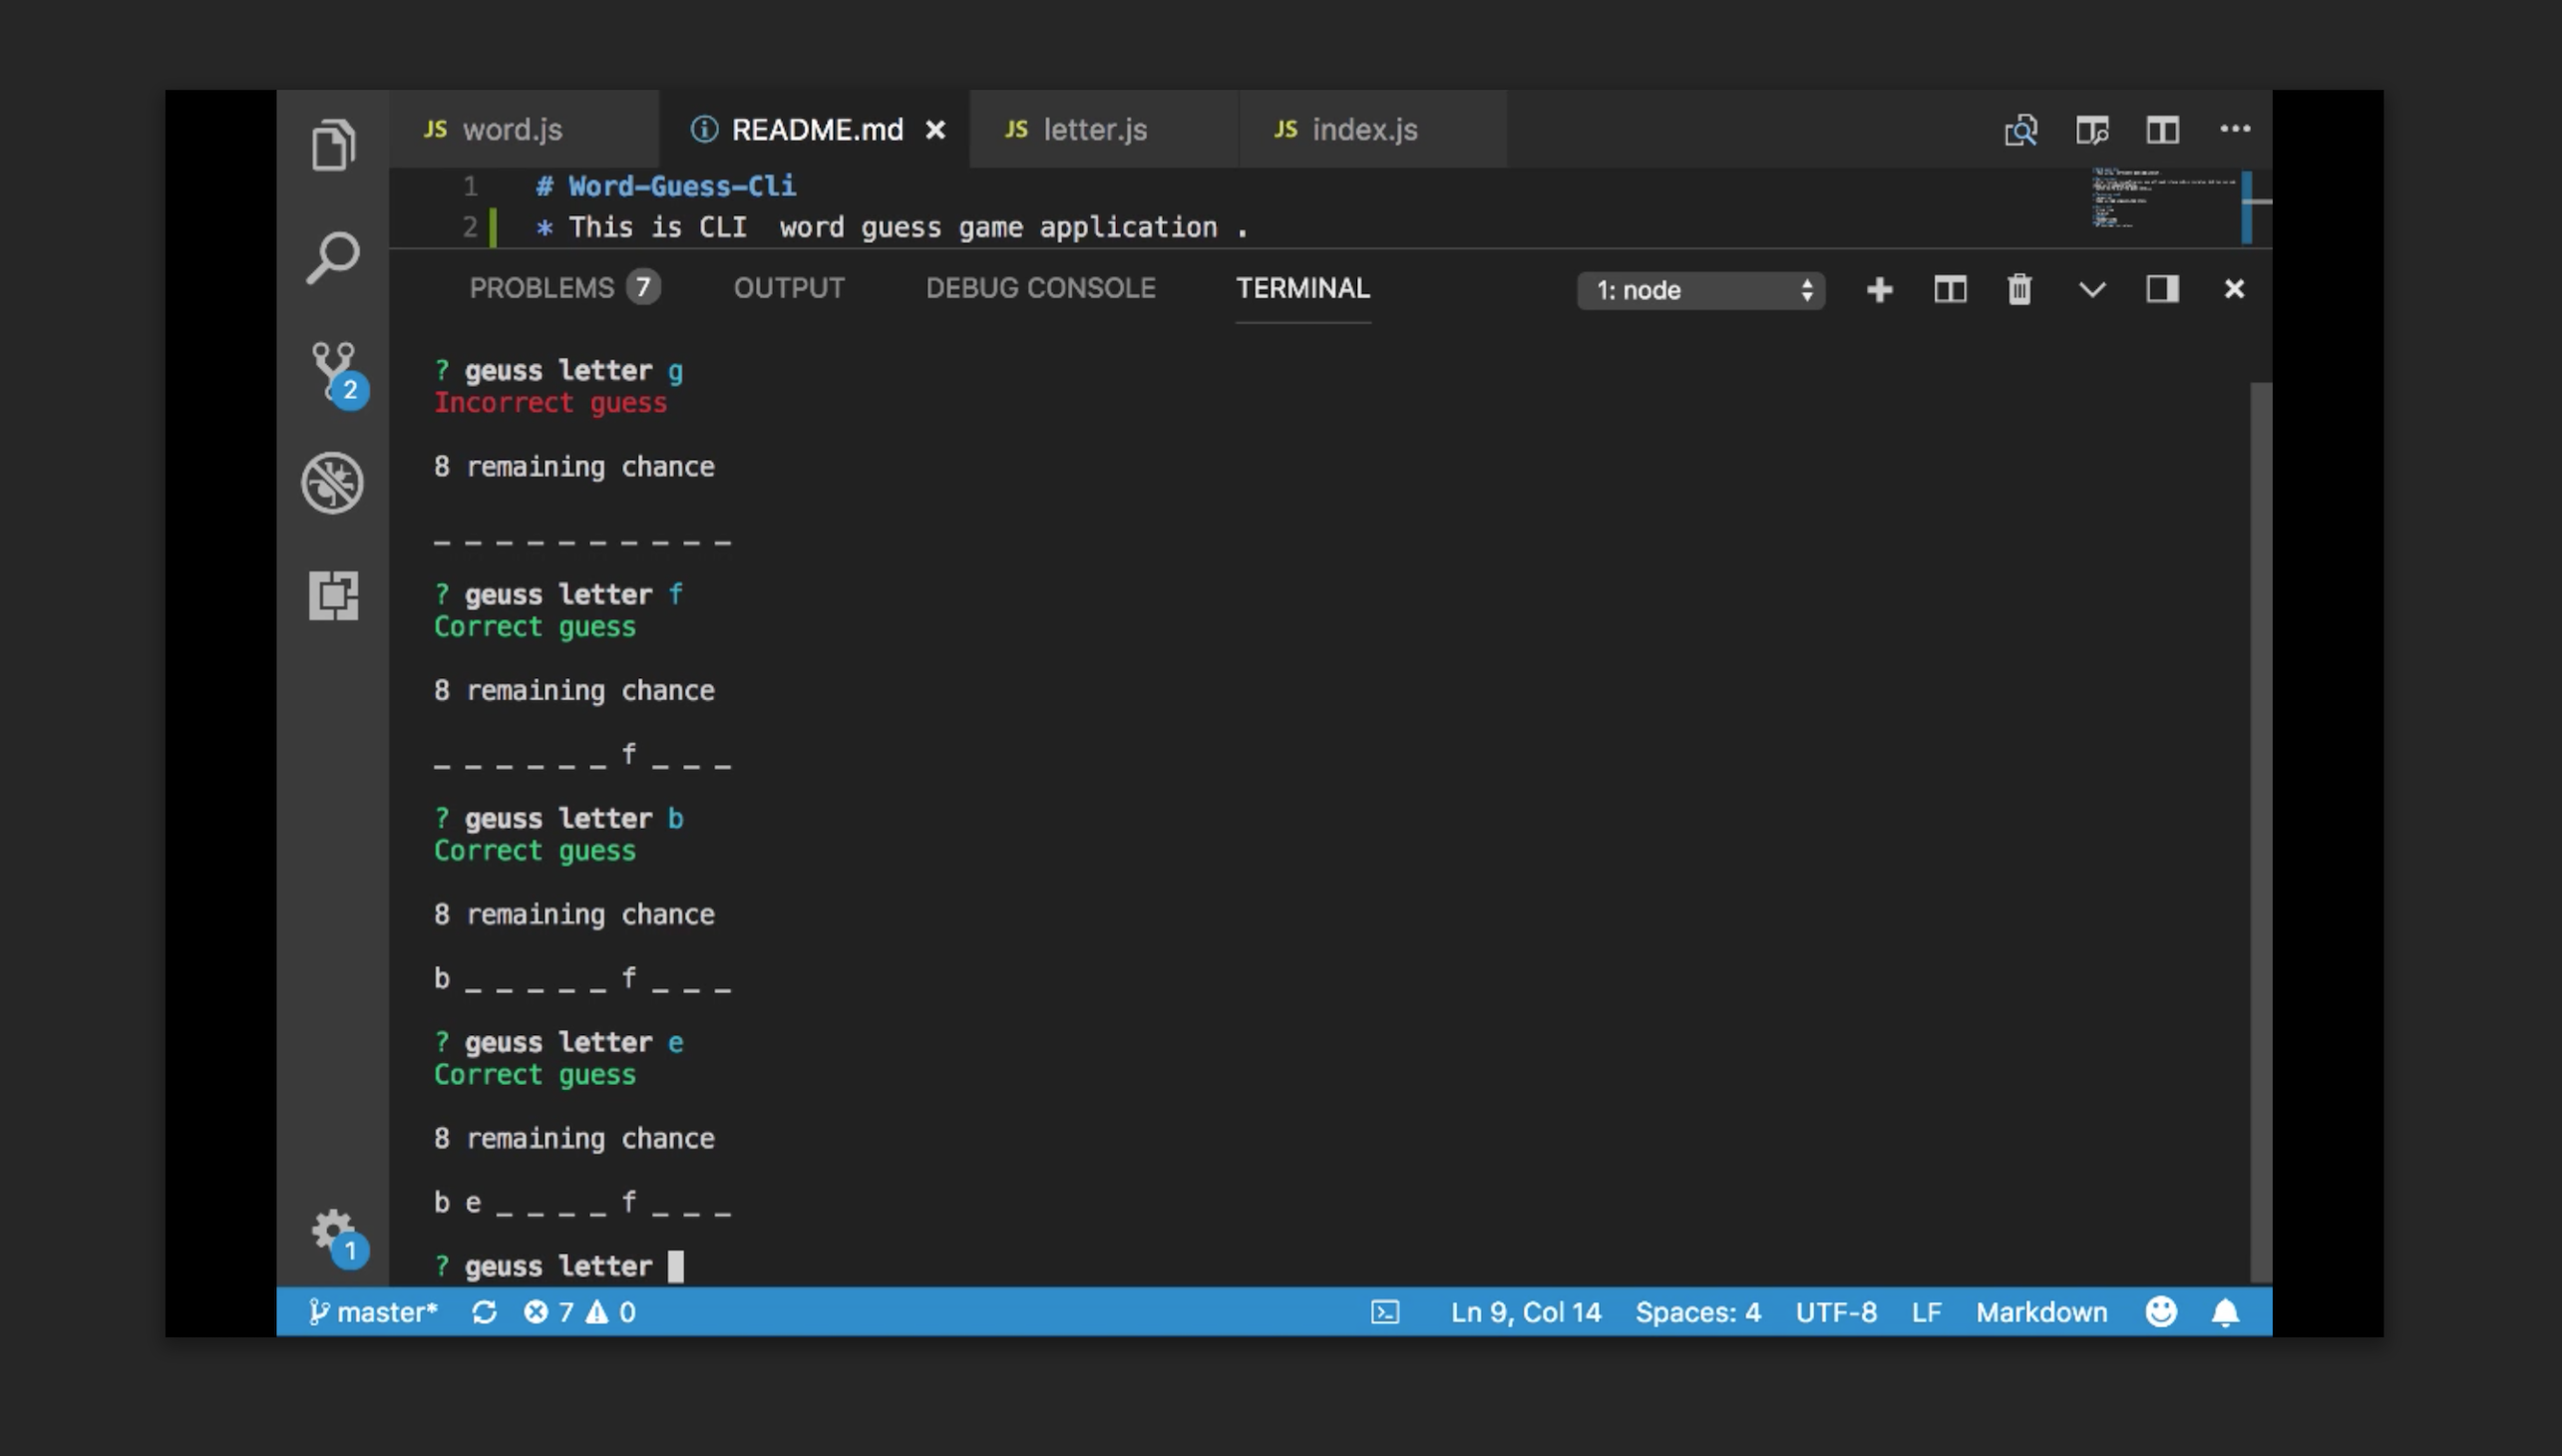 JS word.js README.md JS letter.js JS index.js
1 # Word-Guess-Cli
2 * This is CLI  word guess game application .
PROBLEMS 7 OUTPUT DEBUG CONSOLE TERMINAL 1: node
? geuss letter g
Incorrect guess
8 remaining chance
_ _ _ _ _ _ _ _ _ _
? geuss letter f
Correct guess
8 remaining chance
_ _ _ _ _ _ f _ _ _
? geuss letter b
Correct guess
8 remaining chance
b _ _ _ _ _ f _ _ _
? geuss letter e
Correct guess
8 remaining chance
b e _ _ _ _ f _ _ _
? geuss letter
2
1
master* 7 0 Ln 9, Col 14 Spaces: 4 UTF-8 LF Markdown